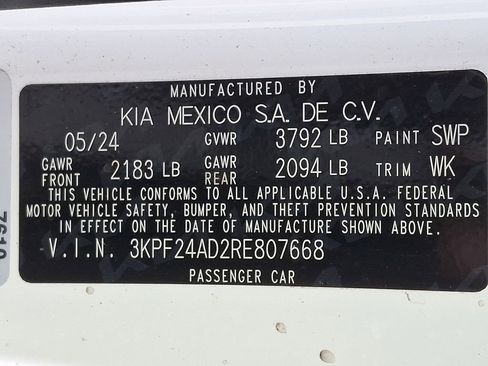 MANUFACTURED BY
KIA MEXICO S.A. DE C.V.
05/24 GVWR 3792 LB PAINT SWP
GAWR FRONT 2183 LB GAWR REAR 2094 LB TRIM WK
THIS VEHICLE CONFORMS TO ALL APPLICABLE U.S.A. FEDERAL
MOTOR VEHICLE SAFETY, BUMPER, AND THEFT PREVENTION STANDARDS
IN EFFECT ON THE DATE OF MANUFACTURE SHOWN ABOVE.
V.I.N. 3KPF24AD2RE807668
PASSENGER CAR